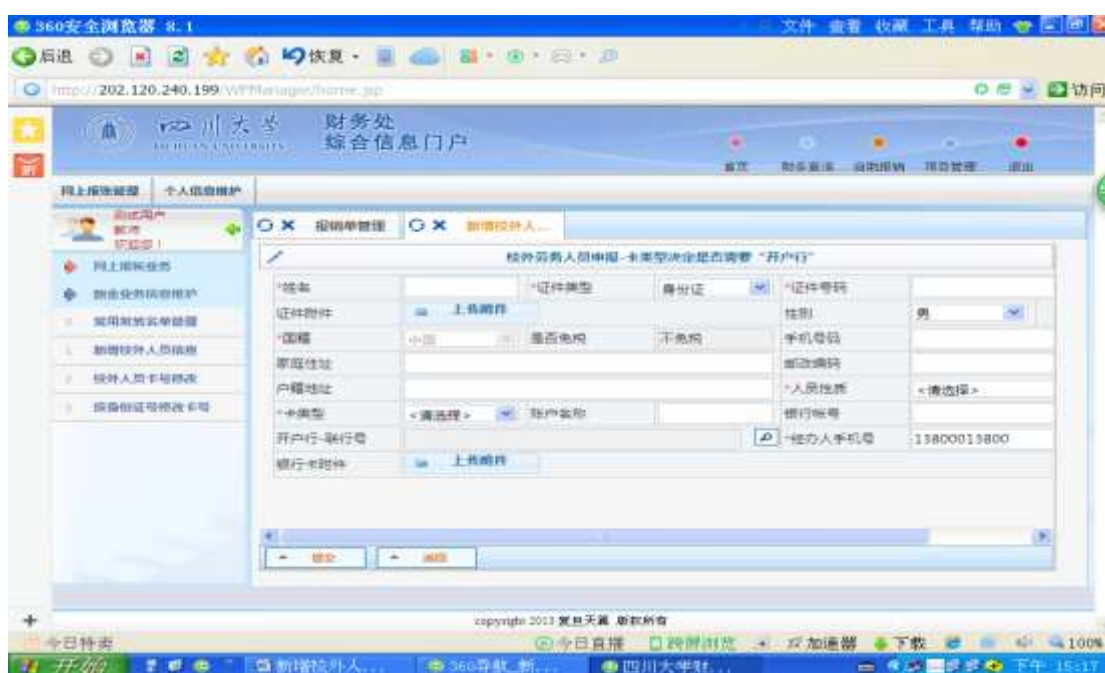 360安全浏览器 8.1 文件 查看 收藏 工具 帮助
后退 恢复
http://202.120.240.199/WFManager/home.jsp 访问
四川大学 财务处
SICHUAN UNIVERSITY 综合信息门户
首页 财务查询 自助报销 项目管理 退出
网上报账管理 个人信息维护
测试用户
教师
欢迎您！
报销单管理 新增校外人...
校外劳务人员申报-卡类型决定是否需要 “开户行”
网上报账业务
酬金业务信息维护
常用发放名单管理
新增校外人员信息
校外人员卡号修改
按身份证号修改卡号
*姓名 *证件类型 身份证 *证件号码
证件附件 上传附件 性别 男
*国籍 中国 是否免税 不免税 手机号码
家庭住址 邮政编码
户籍地址 *人员性质 <请选择>
*卡类型 <请选择> 账户名称 银行帐号
开户行-联行号 *经办人手机号 13800013800
银行卡附件 上传附件
提交 返回
copyright 2013 复旦天翼 版权所有
今日特卖 今日直播 跨屏浏览 加速器 下载 100%
开始 新增校外人... 360导航_新... 四川大学财... 下午 15:17